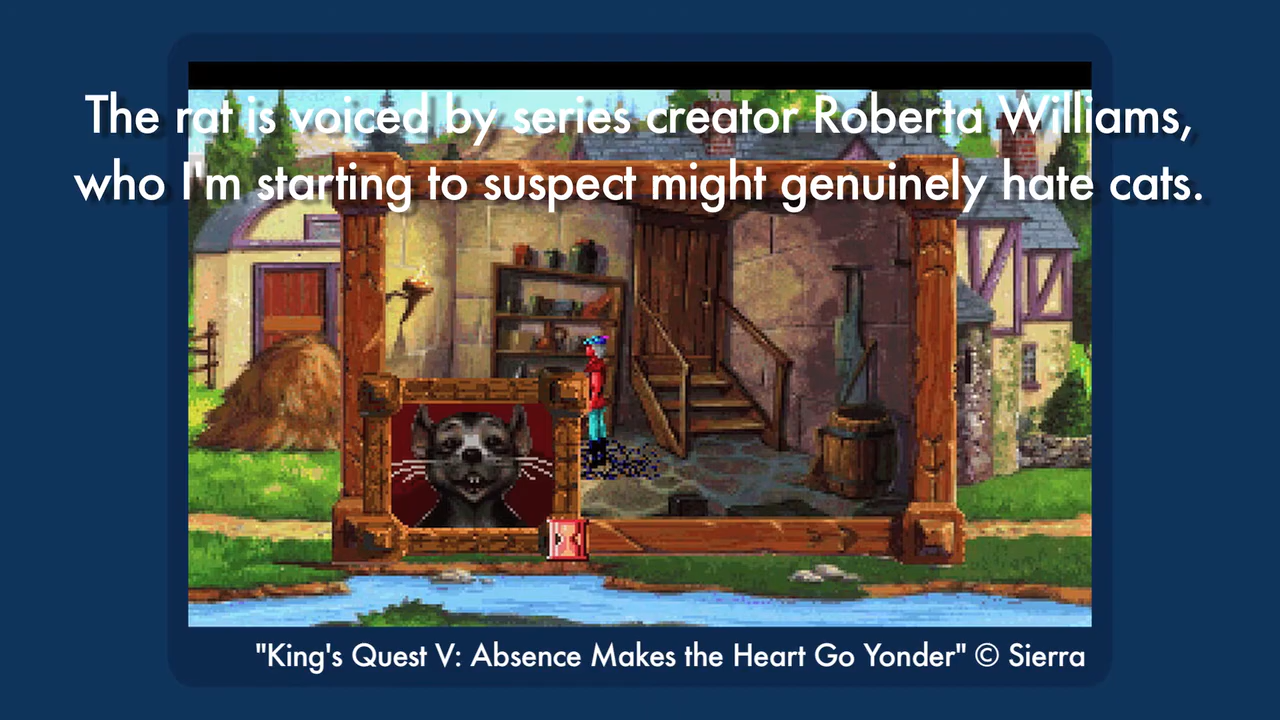 The rat is voiced by series creator Roberta Williams,
who I'm starting to suspect might genuinely hate cats.
"King's Quest V: Absence Makes the Heart Go Yonder" © Sierra